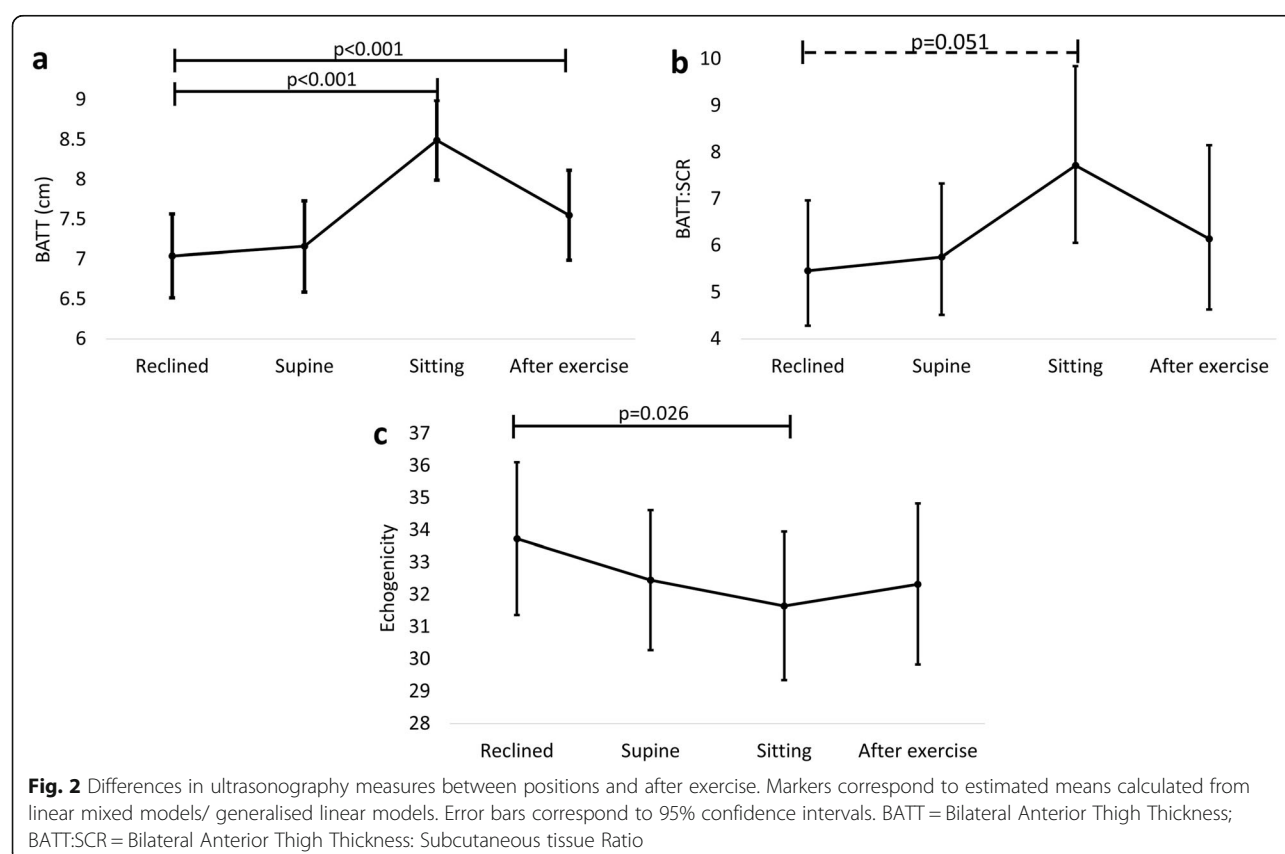 a
p<0.001
p<0.001
BATT (cm)
9
8.5
8
7.5
7
6.5
6
Reclined Supine Sitting After exercise
b
p=0.051
BATT:SCR
10
9
8
7
6
5
4
Reclined Supine Sitting After exercise
c
p=0.026
Echogenicity
37
36
35
34
33
32
31
30
29
28
Reclined Supine Sitting After exercise
Fig. 2 Differences in ultrasonography measures between positions and after exercise. Markers correspond to estimated means calculated from
linear mixed models/ generalised linear models. Error bars correspond to 95% confidence intervals. BATT = Bilateral Anterior Thigh Thickness;
BATT:SCR = Bilateral Anterior Thigh Thickness: Subcutaneous tissue Ratio